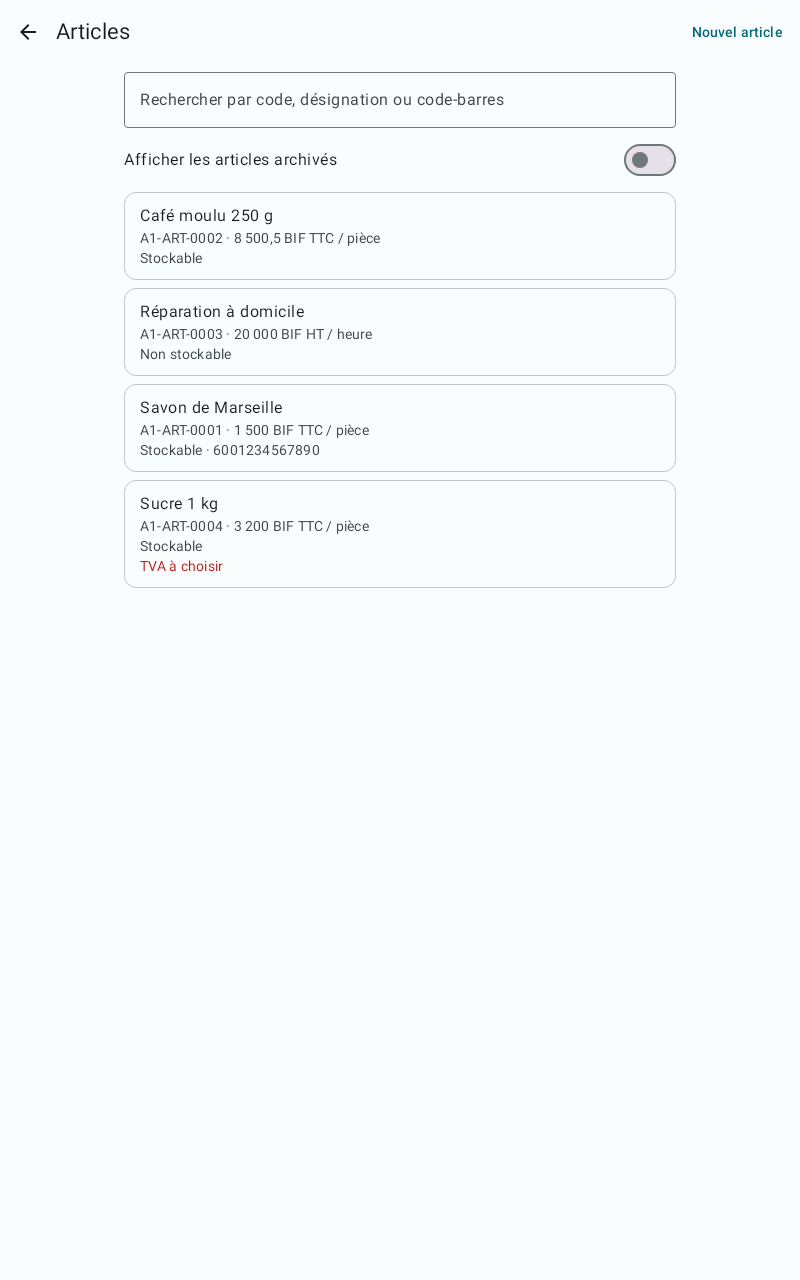 Articles
Nouvel article
Rechercher par code, désignation ou code-barres
Afficher les articles archivés
Café moulu 250 g
A1-ART-0002 · 8 500,5 BIF TTC / pièce
Stockable
Réparation à domicile
A1-ART-0003 · 20 000 BIF HT / heure
Non stockable
Savon de Marseille
A1-ART-0001 · 1 500 BIF TTC / pièce
Stockable · 6001234567890
Sucre 1 kg
A1-ART-0004 · 3 200 BIF TTC / pièce
Stockable
TVA à choisir